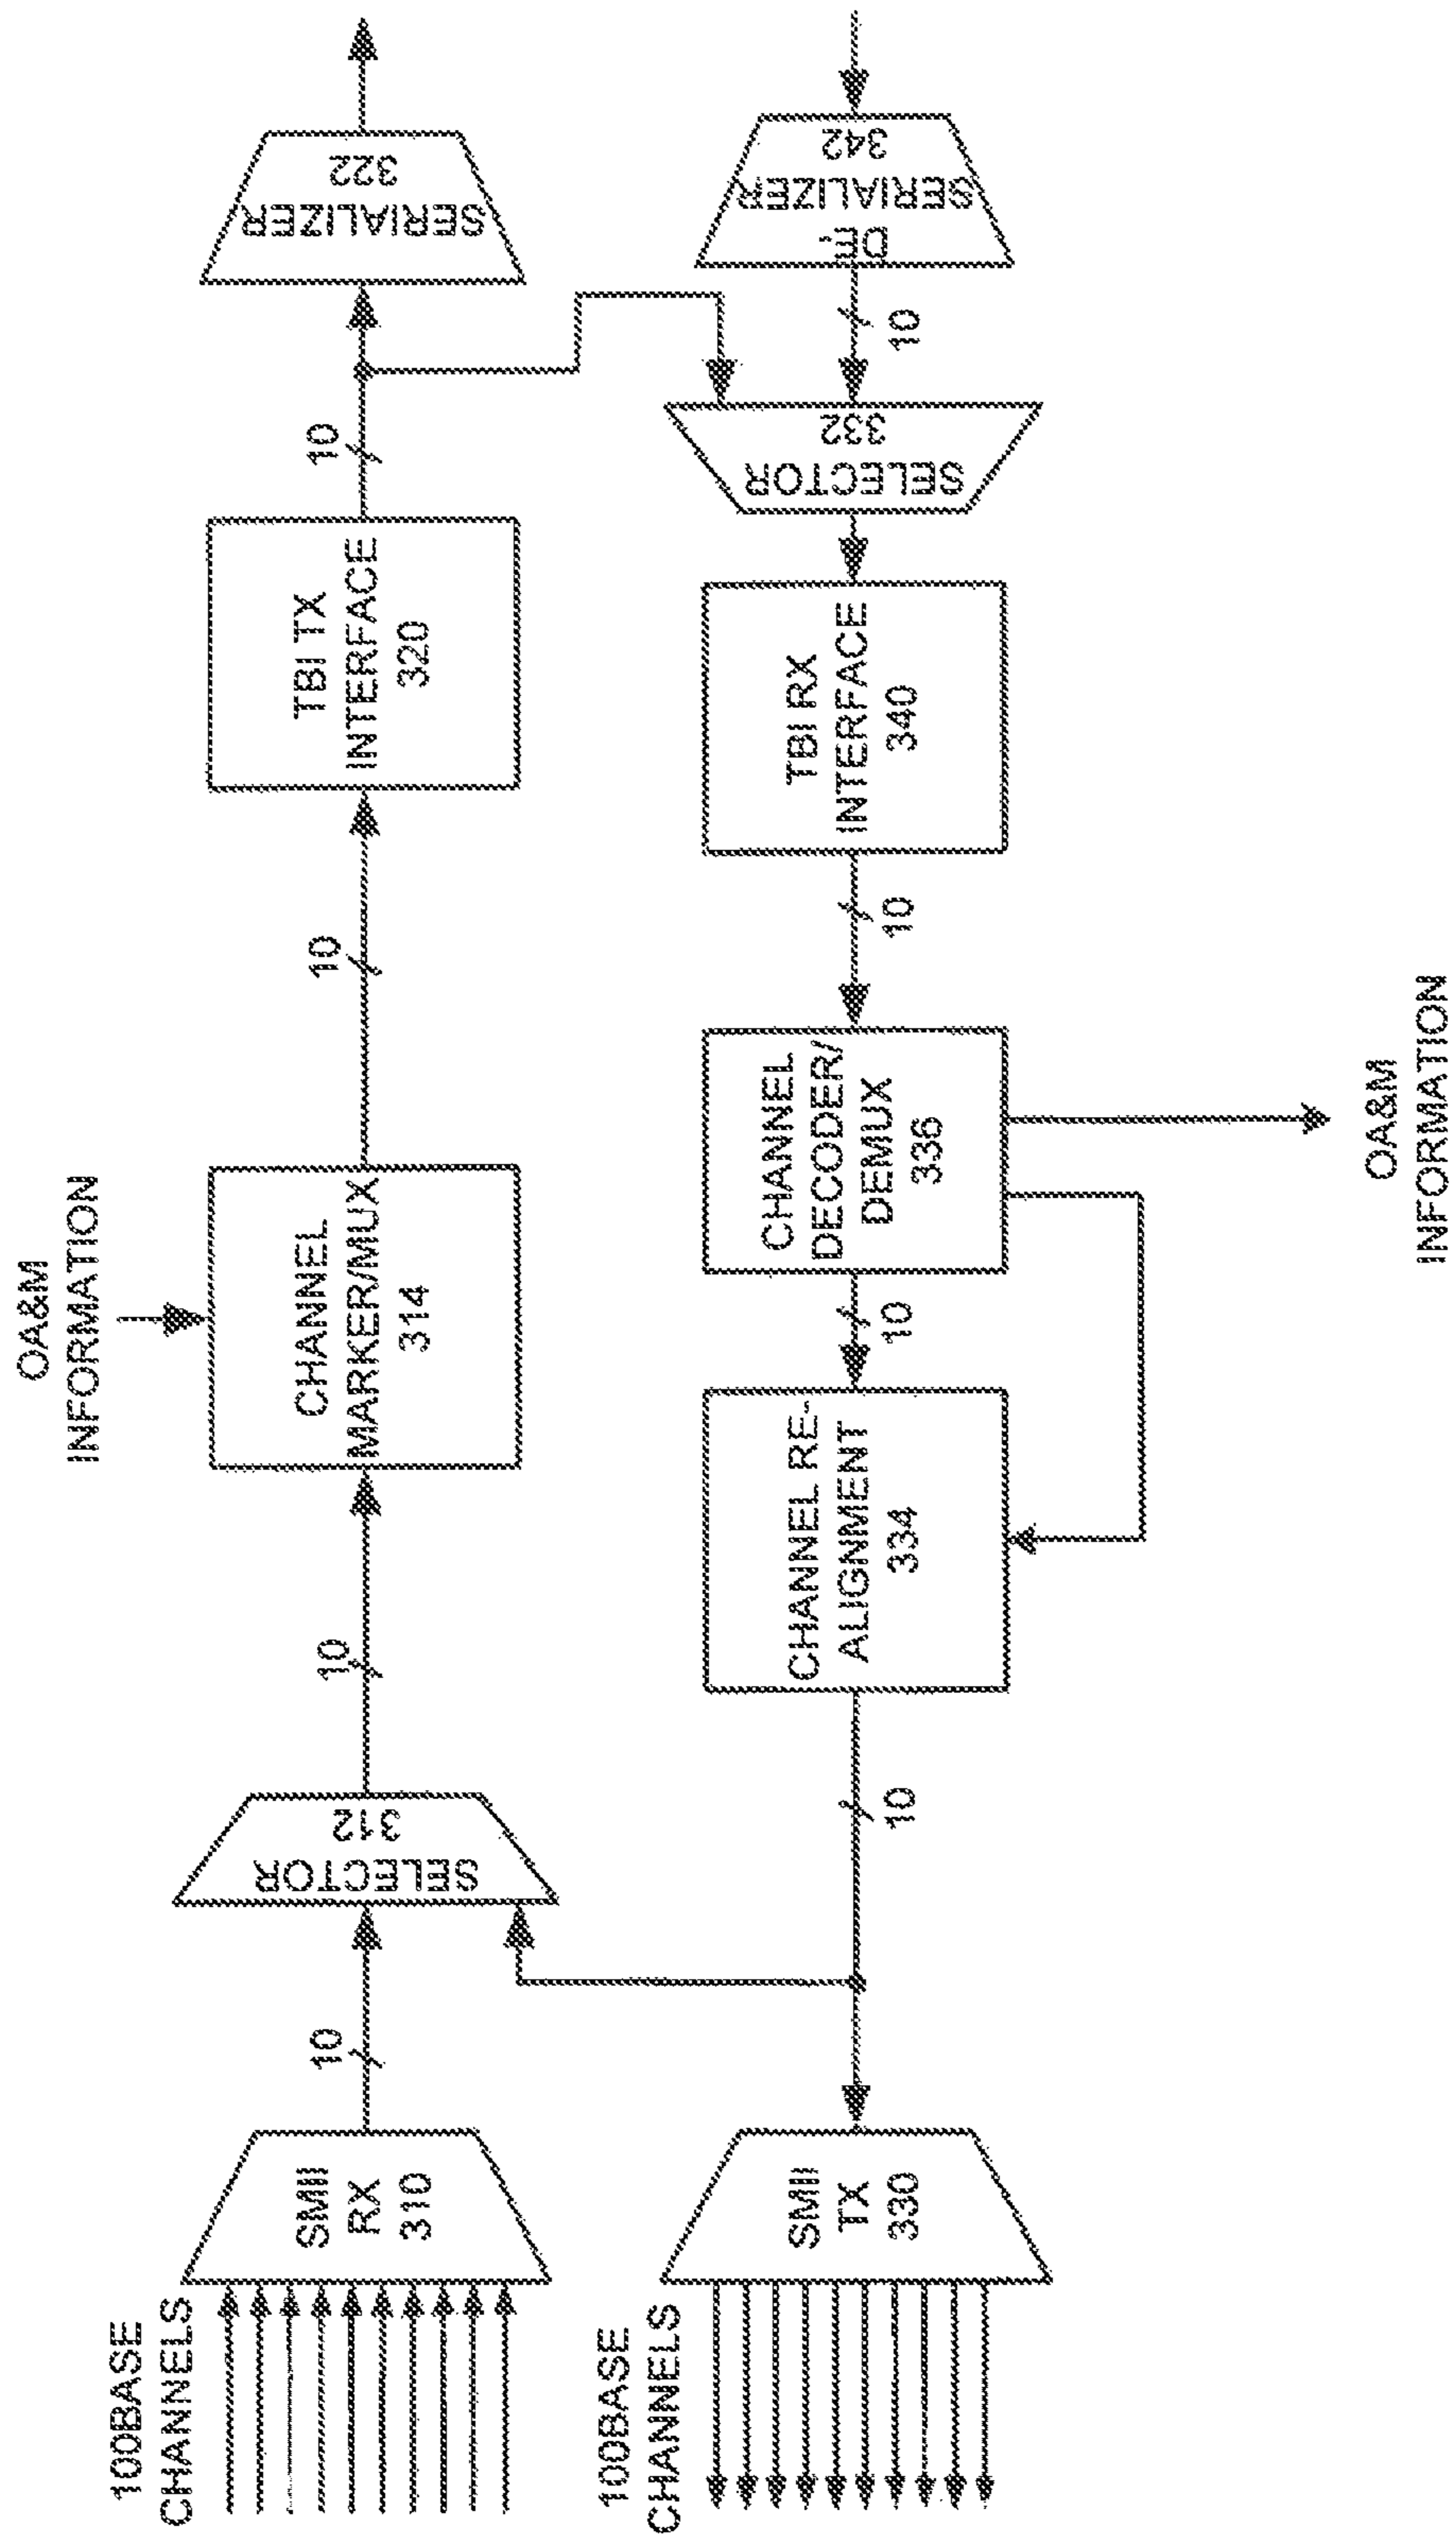 100BASE
CHANNELS
SMII
RX
310
10
SELECTOR
312
10
OA&M
INFORMATION
CHANNEL
MARKER/MUX
314
10
TBI TX
INTERFACE
320
10
SERIALIZER
322
100BASE
CHANNELS
SMII
TX
330
10
CHANNEL RE-
ALIGNMENT
334
10
CHANNEL
DECODER/
DEMUX
336
10
TBI RX
INTERFACE
340
SELECTOR
332
10
DE-
SERIALIZER
342
OA&M
INFORMATION